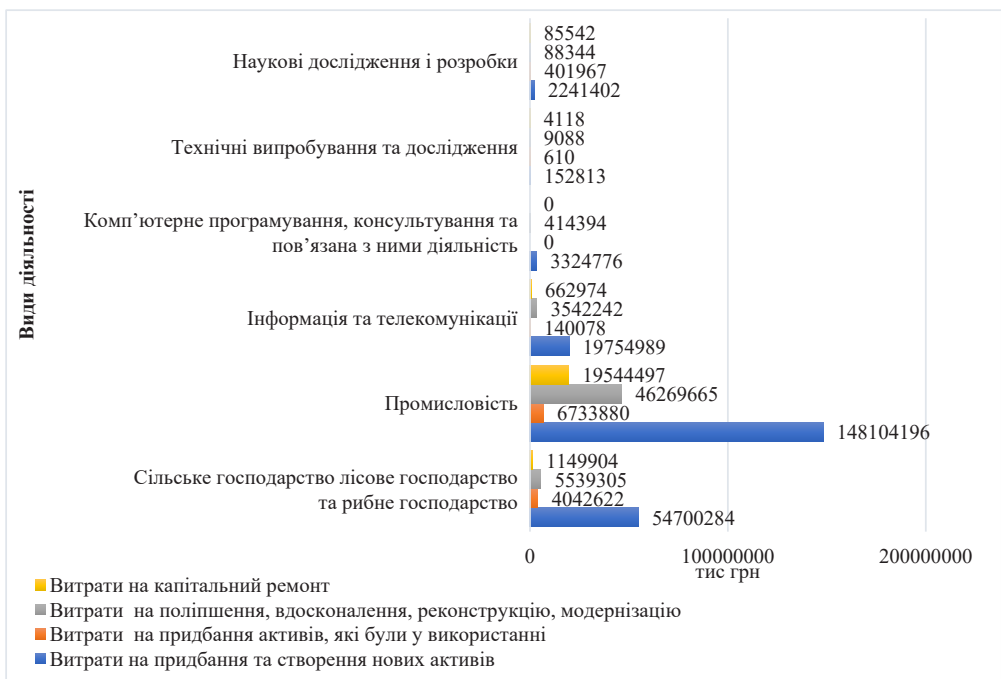 85542
88344
Наукові дослідження і розробки
401967
2241402
4118
9088
Технічні випробування та дослідження
610
152813
0
Комп’ютерне програмування, консультування та
414394
пов’язана з ними діяльність
0
3324776
662974
3542242
Інформація та телекомунікації
140078
19754989
19544497
46269665
Промисловість
6733880
148104196
1149904
Сільське господарство лісове господарство
5539305
та рибне господарство
4042622
54700284
Види діяльності
0
100000000
200000000
тис грн
Витрати на капітальний ремонт
Витрати на поліпшення, вдосконалення, реконструкцію, модернізацію
Витрати на придбання активів, які були у використанні
Витрати на придбання та створення нових активів